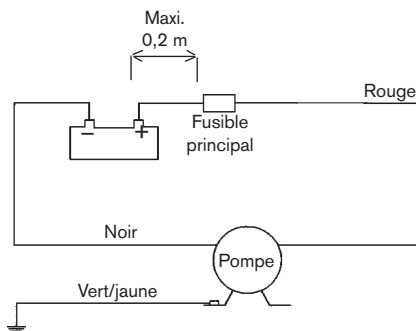 Maxi.
0,2 m
Rouge
− +
Fusible
principal
Noir
Pompe
Vert/jaune